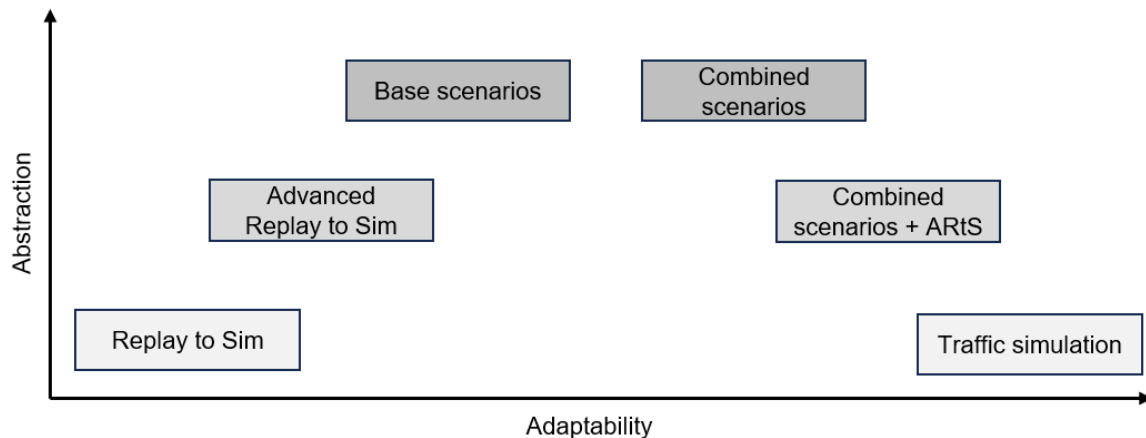 Abstraction
Base scenarios
Combined
scenarios
Advanced
Replay to Sim
Combined
scenarios + ARtS
Replay to Sim
Traffic simulation
Adaptability